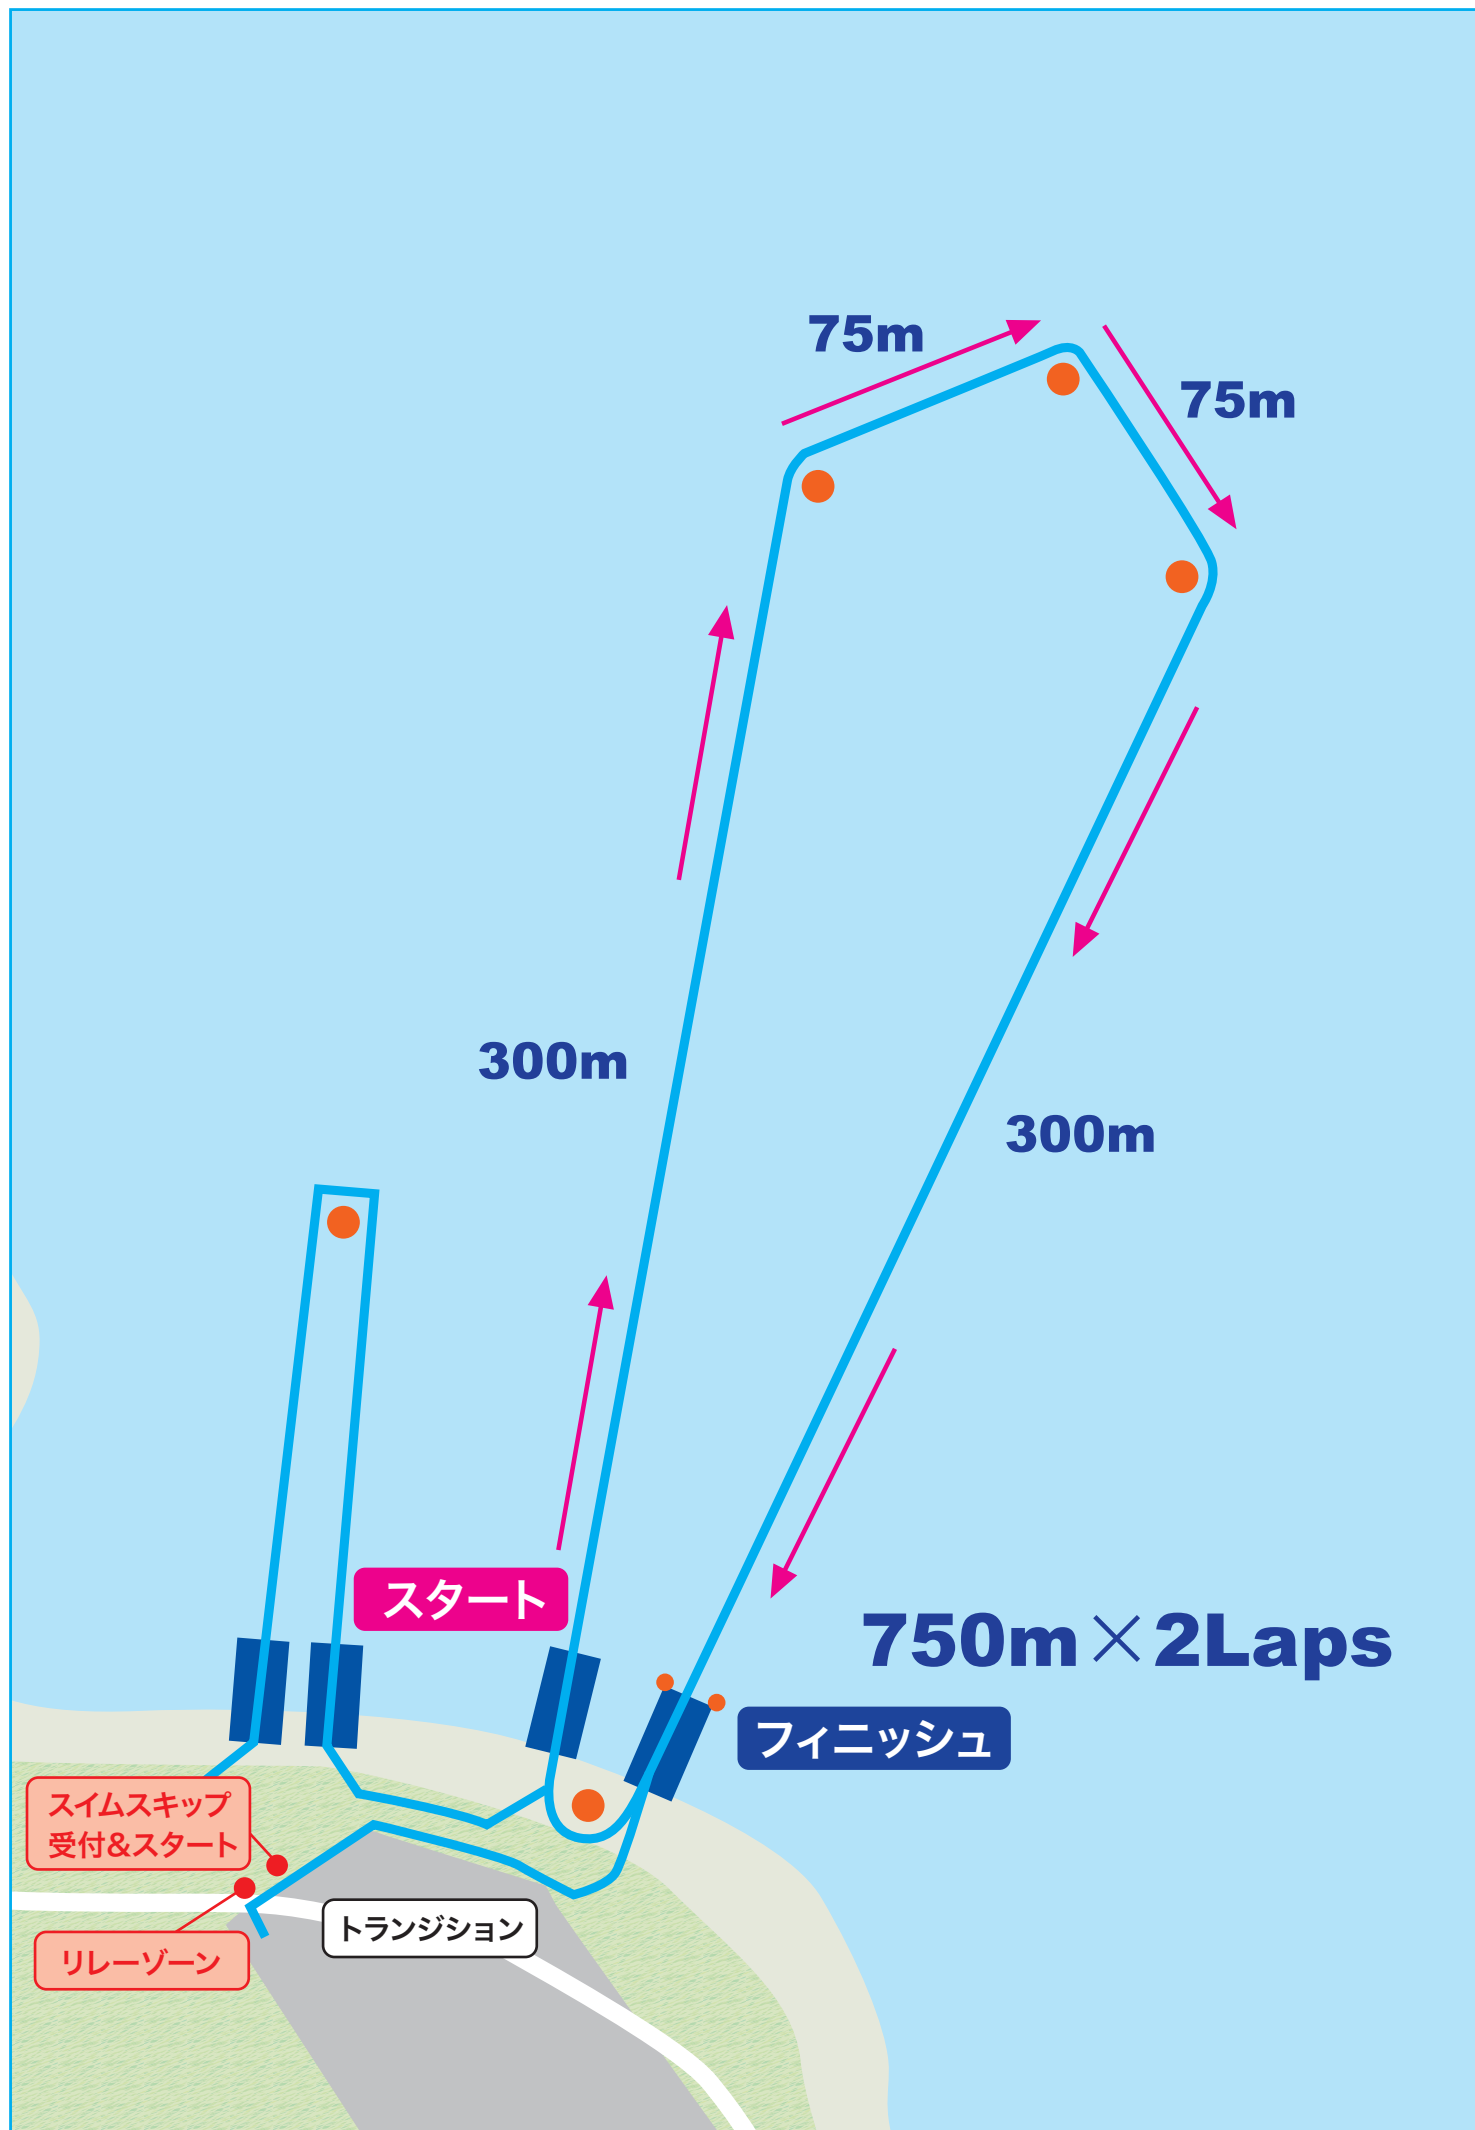 75m
75m
300m
300m
スタート
750m×2Laps
フィニッシュ
スイムスキップ
受付&スタート
トランジション
リレーゾーン